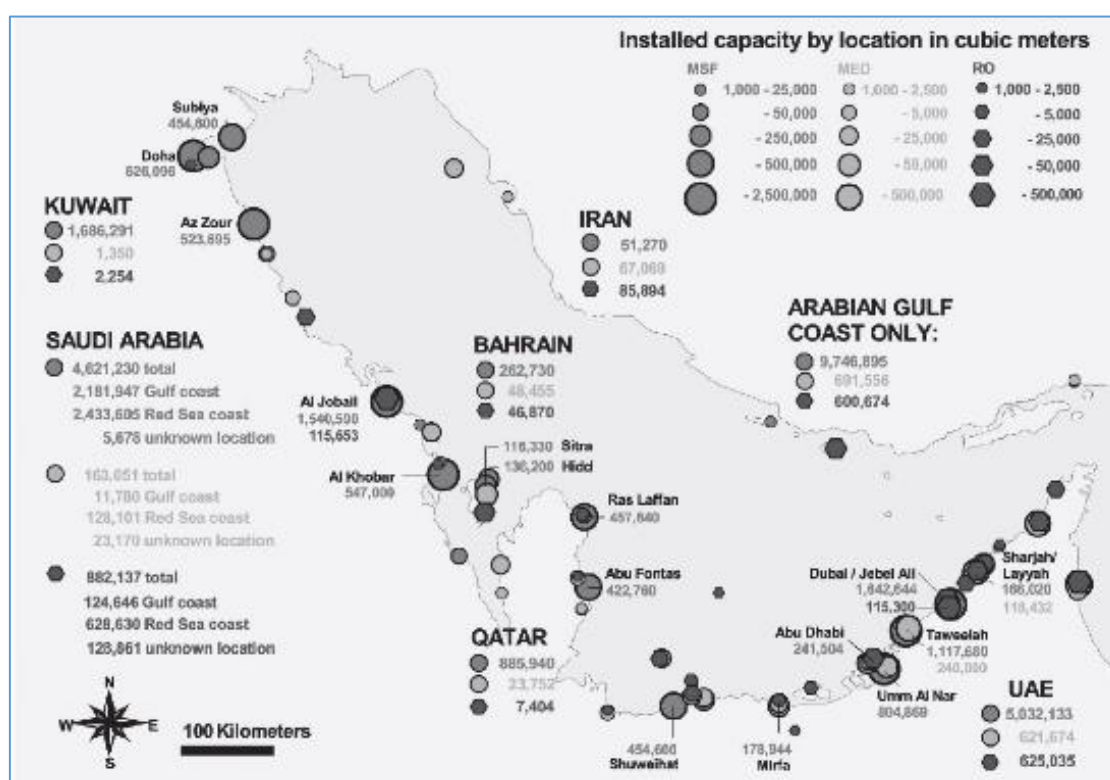 Installed capacity by location in cubic meters
MSF MED RO
1,000 - 25,000 1,000 - 2,500 1,000 - 2,500
- 50,000 - 5,000 - 5,000
- 250,000 - 25,000 - 25,000
- 500,000 - 50,000 - 50,000
- 2,500,000 - 500,000 - 500,000
Subiya
454,800
Doha
626,096
KUWAIT
1,686,291
1,350
2,254
Az Zour
523,695
IRAN
51,270
67,068
85,894
SAUDI ARABIA
4,621,230 total
2,181,947 Gulf coast
2,433,605 Red Sea coast
5,678 unknown location
163,051 total
11,780 Gulf coast
128,101 Red Sea coast
23,170 unknown location
882,137 total
124,646 Gulf coast
628,630 Red Sea coast
128,861 unknown location
BAHRAIN
262,730
48,455
46,870
ARABIAN GULF
COAST ONLY:
9,746,895
691,556
600,674
Al Jobail
1,540,590
115,653
116,330 Sitra
136,200 Hidd
Al Khobar
547,009
Ras Laffan
457,640
Abu Fontas
422,760
QATAR
885,940
23,752
7,404
Dubai / Jebel Ali
1,642,644
115,300
Sharjah/
Layyah
166,020
118,432
Abu Dhabi
241,504
Taweelah
1,117,680
240,000
Umm Al Nar
804,869
454,600
Shuweihat
178,944
Mirfa
UAE
5,032,133
621,674
625,035
N
W E
S
100 Kilometers